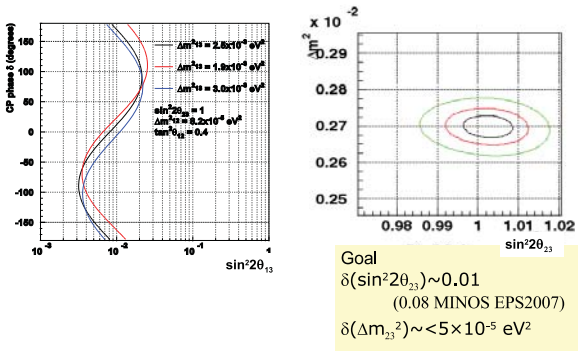 CP phase δ (degrees)
150
100
50
0
-50
-100
-150
Δm²₁₃ = 2.5x10⁻³ eV²
Δm²₁₃ = 1.9x10⁻³ eV²
Δm²₁₃ = 3.0x10⁻³ eV²
sin²2θ₂₃ = 1
Δm²₁₂ = 8.2x10⁻⁵ eV²
tan²θ₁₂ = 0.4
10⁻³ 10⁻² 10⁻¹ 1
sin²2θ₁₃
x 10⁻²
Δm²
0.29
0.28
0.27
0.26
0.25
0.98 0.99 1 1.01 1.02
sin²2θ₂₃
Goal
δ(sin²2θ₂₃)~0.01
(0.08 MINOS EPS2007)
δ(Δm₂₃²)~<5×10⁻⁵ eV²